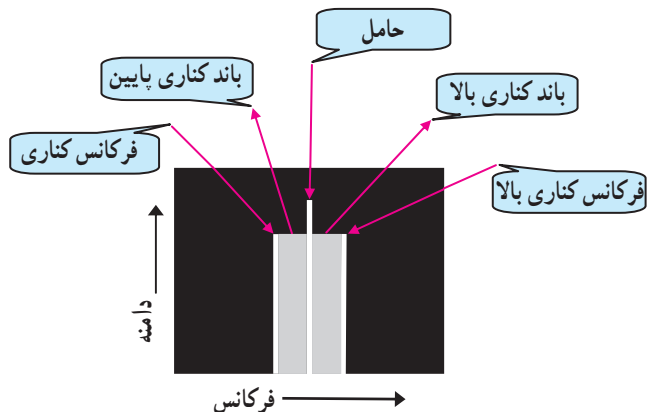 حامل
باند کناری پایین
باند کناری بالا
فرکانس کناری
فرکانس کناری بالا
دامنه
فرکانس